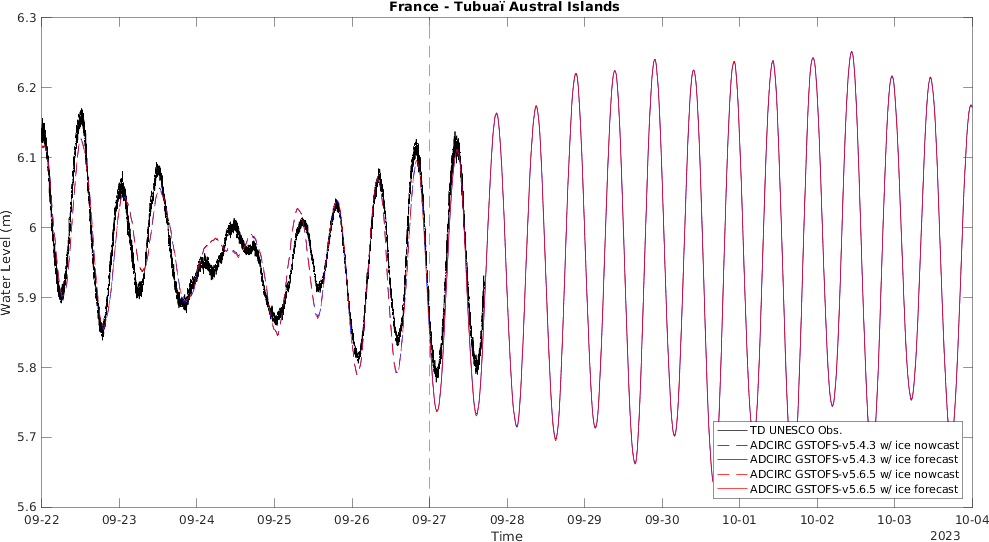 France - Tubuaï Austral Islands
6.3
6.2
6.1
6
5.9
5.8
5.7
5.6
Water Level (m)
TD UNESCO Obs.
ADCIRC GSTOFS-v5.4.3 w/ ice nowcast
ADCIRC GSTOFS-v5.4.3 w/ ice forecast
ADCIRC GSTOFS-v5.6.5 w/ ice nowcast
ADCIRC GSTOFS-v5.6.5 w/ ice forecast
09-22 09-23 09-24 09-25 09-26 09-27 09-28 09-29 09-30 10-01 10-02 10-03 10-04
Time
2023